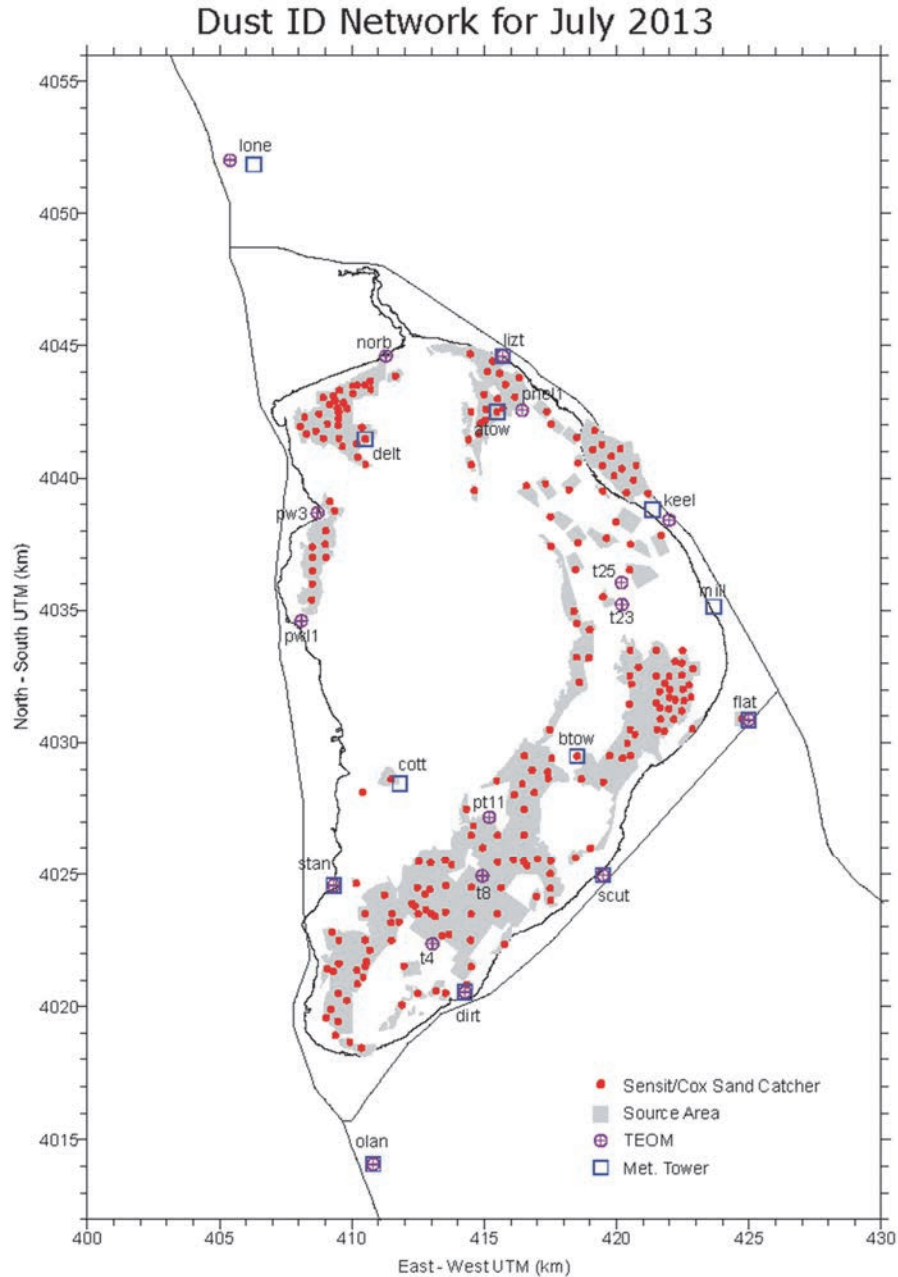 Dust ID Network for July 2013
4055
lone
4050
4045
norb
lizt
pncl1
atow
delt
4040
keel
pw3
t25
mill
4035
t23
pwl1
North - South UTM (km)
flat
4030
btow
cott
pt11
4025
stan
t8
scut
t4
4020
dirt
Sensit/Cox Sand Catcher
Source Area
4015
TEOM
olan
Met. Tower
400
410
415
420
425
430
East - West UTM (km)